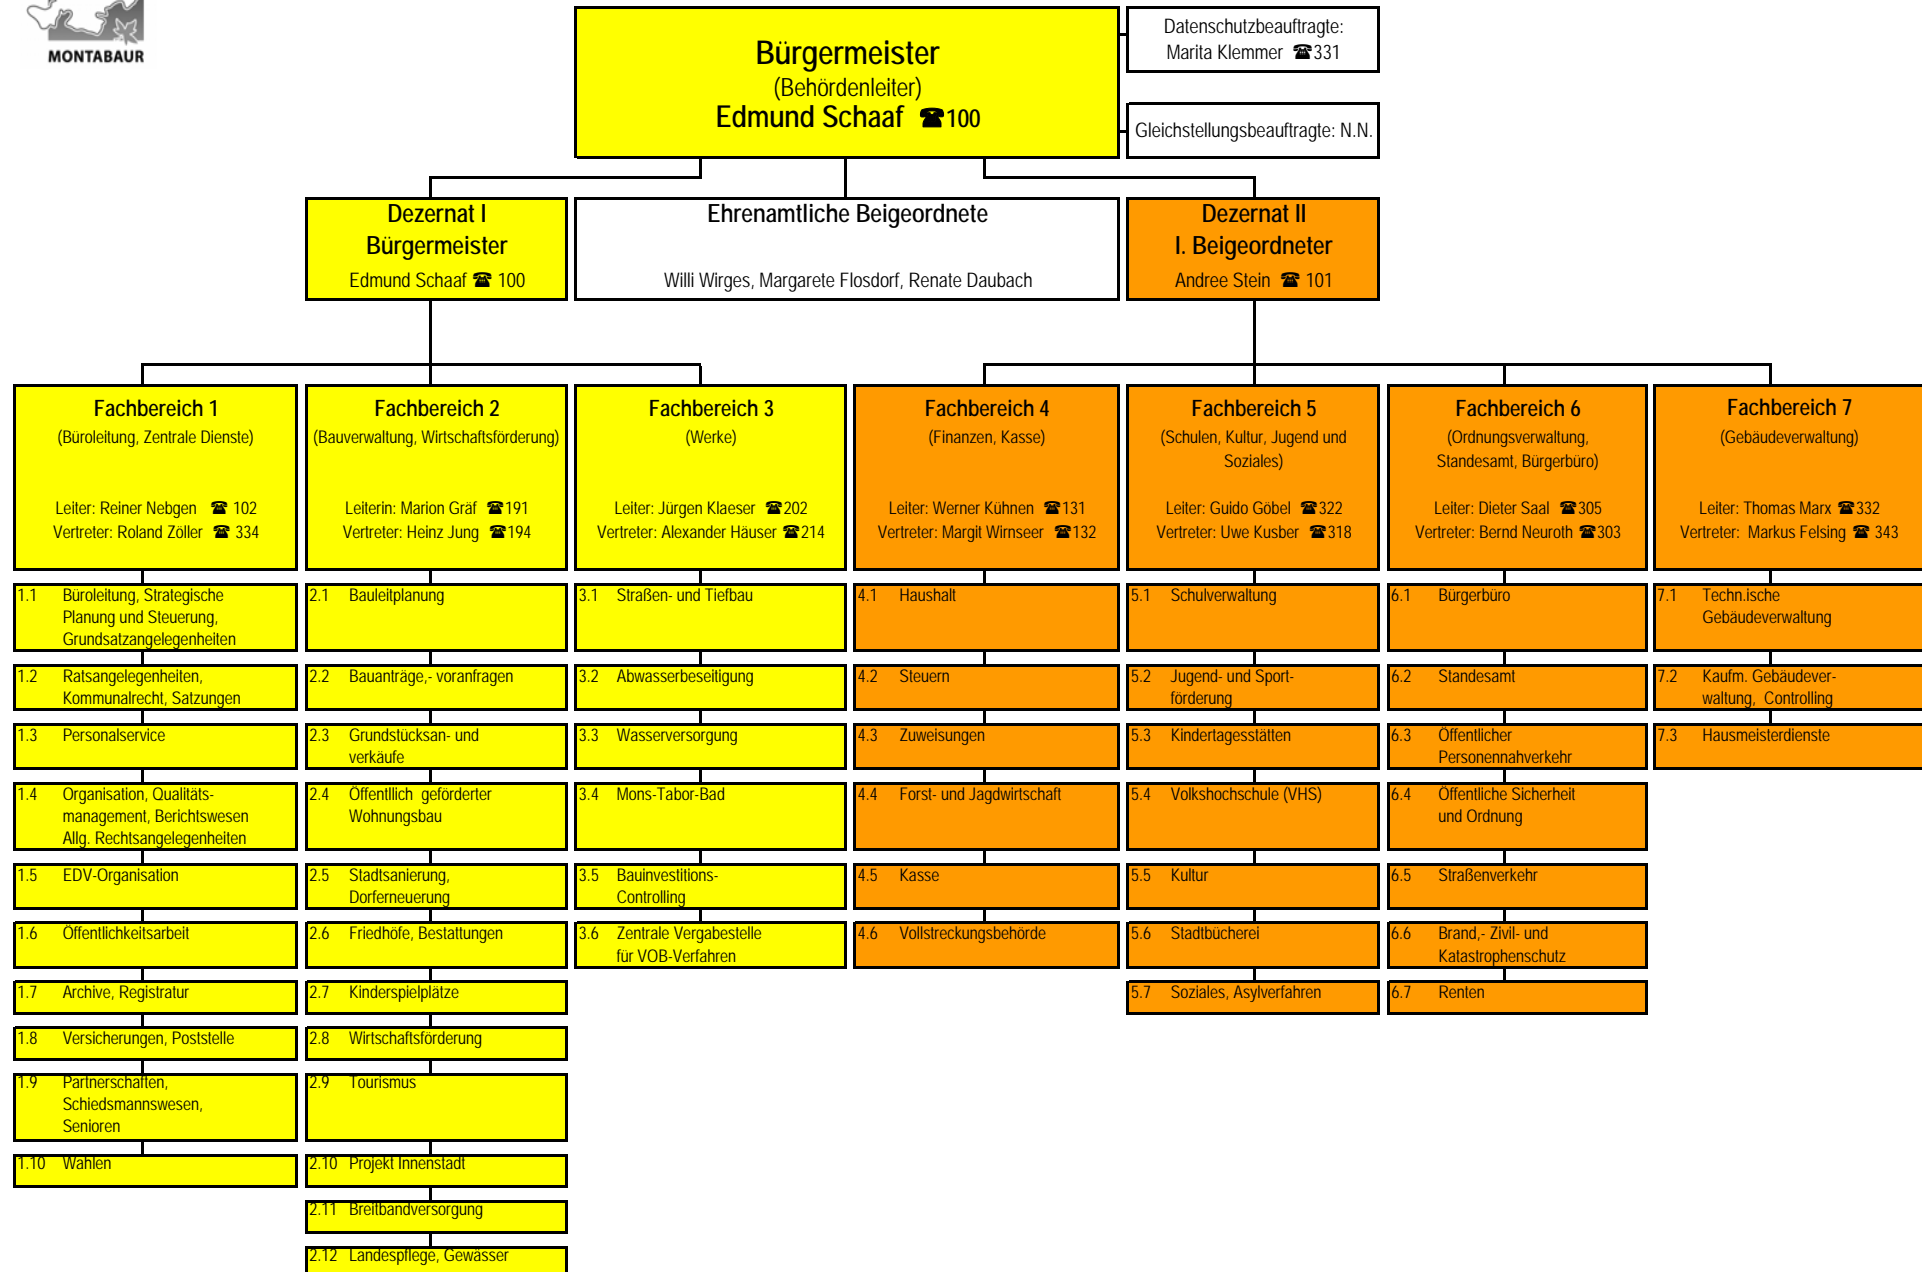 MONTABAUR
Bürgermeister
(Behördenleiter)
Edmund Schaaf ☎100
Datenschutzbeauftragte:
Marita Klemmer ☎331
Gleichstellungsbeauftragte: N.N.
Dezernat I
Bürgermeister
Edmund Schaaf ☎ 100
Ehrenamtliche Beigeordnete
Willi Wirges, Margarete Flosdorf, Renate Daubach
Dezernat II
I. Beigeordneter
Andree Stein ☎ 101
Fachbereich 1
(Büroleitung, Zentrale Dienste)
Leiter: Reiner Nebgen ☎ 102
Vertreter: Roland Zöller ☎ 334
1.1 Büroleitung, Strategische
Planung und Steuerung,
Grundsatzangelegenheiten
1.2 Ratsangelegenheiten,
Kommunalrecht, Satzungen
1.3 Personalservice
1.4 Organisation, Qualitäts-
management, Berichtswesen
Allg. Rechtsangelegenheiten
1.5 EDV-Organisation
1.6 Öffentlichkeitsarbeit
1.7 Archive, Registratur
1.8 Versicherungen, Poststelle
1.9 Partnerschaften,
Schiedsmannswesen,
Senioren
1.10 Wahlen
Fachbereich 2
(Bauverwaltung, Wirtschaftsförderung)
Leiterin: Marion Gräf ☎191
Vertreter: Heinz Jung ☎194
2.1 Bauleitplanung
2.2 Bauanträge,- voranfragen
2.3 Grundstücksan- und
verkäufe
2.4 Öffentllich geförderter
Wohnungsbau
2.5 Stadtsanierung,
Dorferneuerung
2.6 Friedhöfe, Bestattungen
2.7 Kinderspielplätze
2.8 Wirtschaftsförderung
2.9 Tourismus
2.10 Projekt Innenstadt
2.11 Breitbandversorgung
2.12 Landespflege, Gewässer
Fachbereich 3
(Werke)
Leiter: Jürgen Klaeser ☎202
Vertreter: Alexander Häuser ☎214
3.1 Straßen- und Tiefbau
3.2 Abwasserbeseitigung
3.3 Wasserversorgung
3.4 Mons-Tabor-Bad
3.5 Bauinvestitions-
Controlling
3.6 Zentrale Vergabestelle
für VOB-Verfahren
Fachbereich 4
(Finanzen, Kasse)
Leiter: Werner Kühnen ☎131
Vertreter: Margit Wirnseer ☎132
4.1 Haushalt
4.2 Steuern
4.3 Zuweisungen
4.4 Forst- und Jagdwirtschaft
4.5 Kasse
4.6 Vollstreckungsbehörde
Fachbereich 5
(Schulen, Kultur, Jugend und
Soziales)
Leiter: Guido Göbel ☎322
Vertreter: Uwe Kusber ☎318
5.1 Schulverwaltung
5.2 Jugend- und Sport-
förderung
5.3 Kindertagesstätten
5.4 Volkshochschule (VHS)
5.5 Kultur
5.6 Stadtbücherei
5.7 Soziales, Asylverfahren
Fachbereich 6
(Ordnungsverwaltung,
Standesamt, Bürgerbüro)
Leiter: Dieter Saal ☎305
Vertreter: Bernd Neuroth ☎303
6.1 Bürgerbüro
6.2 Standesamt
6.3 Öffentlicher
Personennahverkehr
6.4 Öffentliche Sicherheit
und Ordnung
6.5 Straßenverkehr
6.6 Brand,- Zivil- und
Katastrophenschutz
6.7 Renten
Fachbereich 7
(Gebäudeverwaltung)
Leiter: Thomas Marx ☎332
Vertreter: Markus Felsing ☎ 343
7.1 Techn.ische
Gebäudeverwaltung
7.2 Kaufm. Gebäudever-
waltung, Controlling
7.3 Hausmeisterdienste